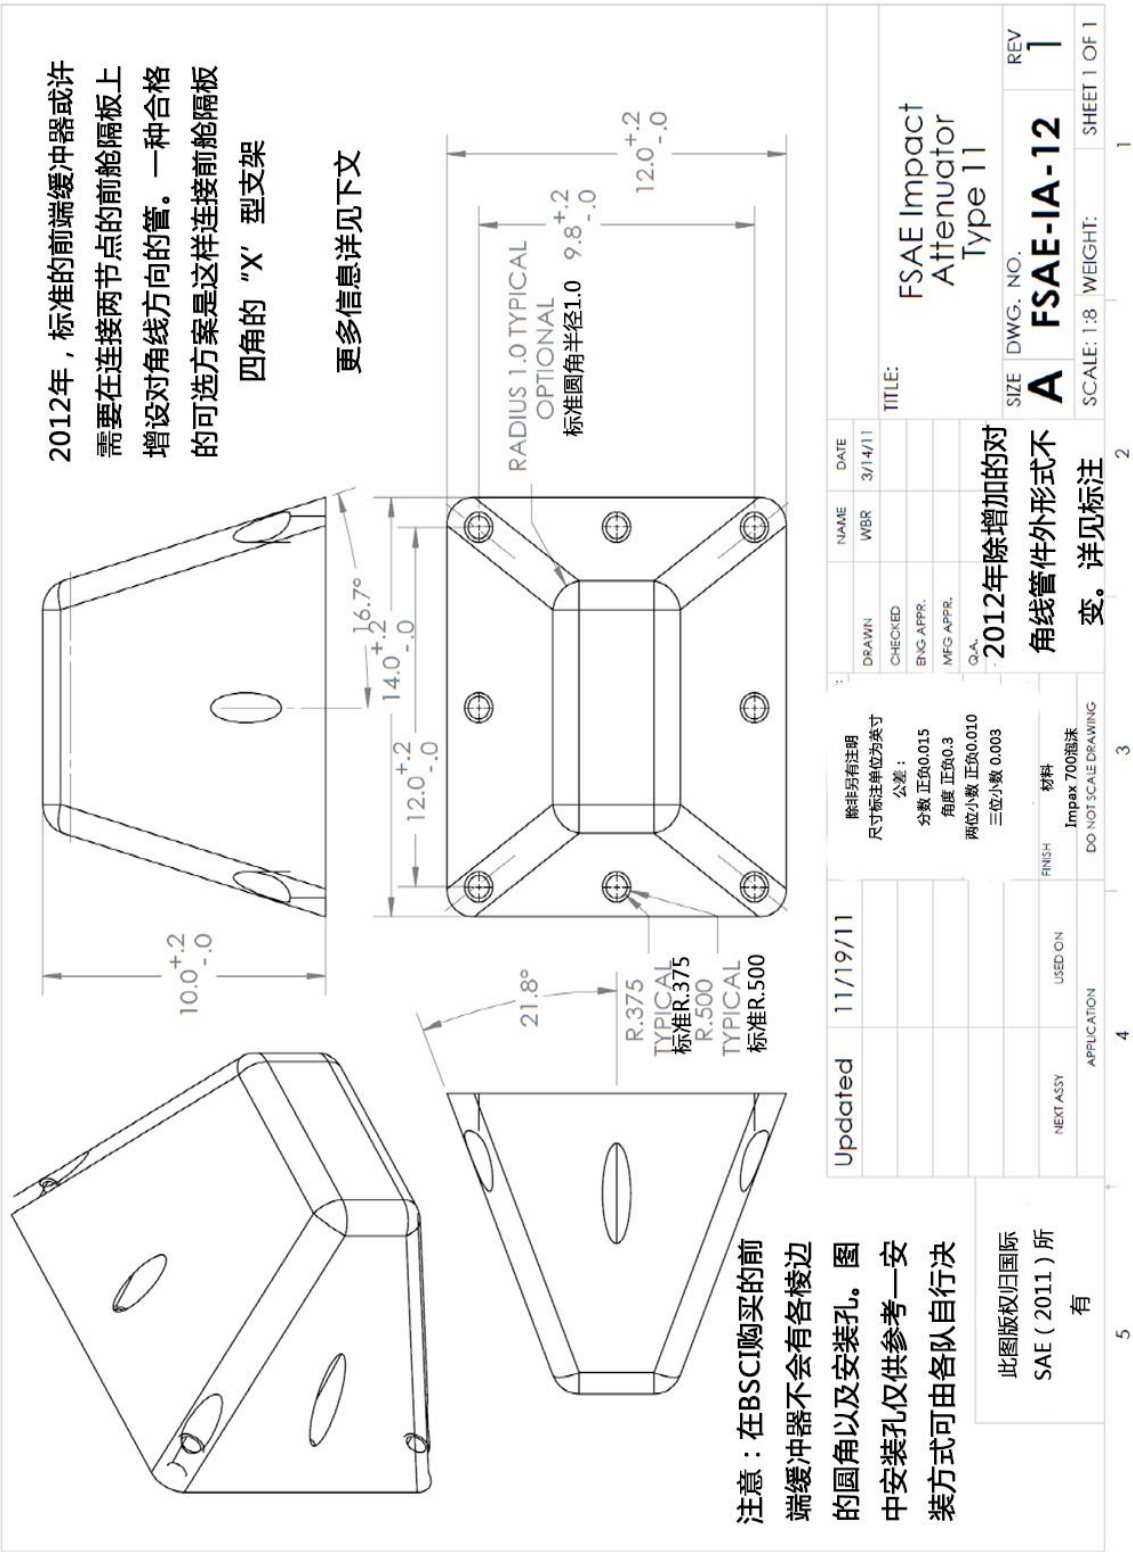 2012年，标准的前端缓冲器或许
需要在连接两节点的前舱隔板上
增设对角线方向的管。一种合格
的可选方案是这样连接前舱隔板
四角的“X’型支架
更多信息详见下文
10.0+.2 -.0
16.7°
14.0+.2 -.0
12.0+.2 -.0
RADIUS 1.0 TYPICAL
OPTIONAL
标准圆角半径1.0
9.8+.2 -.0
12.0+.2 -.0
21.8°
R.375
TYPICAL
标准R.375
R.500
TYPICAL
标准R.500
注意：在BSCI购买的前
端缓冲器不会有各棱边
的圆角以及安装孔。图
中安装孔仅供参考—安
装方式可由各队自行决
此图版权归国际
SAE（2011）所
有
Updated 11/19/11
NEXT ASSY USED ON
APPLICATION
除非另有注明
尺寸标注单位为英寸
公差：
分数 正负0.015
角度 正负0.3
两位小数 正负0.010
三位小数 0.003
材料
FINISH
Impax 700泡沫
DO NOT SCALE DRAWING
NAME DATE
DRAWN WBR 3/14/11
CHECKED
ENG APPR.
MFG APPR.
Q.A.
2012年除增加的对
角线管件外形式不
变。详见标注
TITLE:
FSAE Impact
Attenuator
Type 11
SIZE DWG. NO. REV
A FSAE-IA-12 1
SCALE: 1:8 WEIGHT: SHEET 1 OF 1
5 4 3 2 1